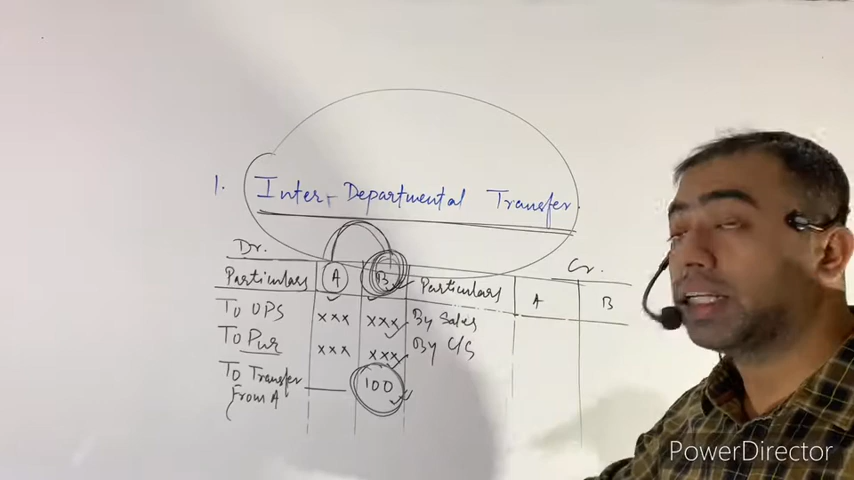 1. Inter-Departmental Transfer.
Dr. Cr.
Particulars A B Particulars A B
To OPS xxx xxx By Sales
To Pur xxx xxx By C/S
To Transfer
from A 100
PowerDirector